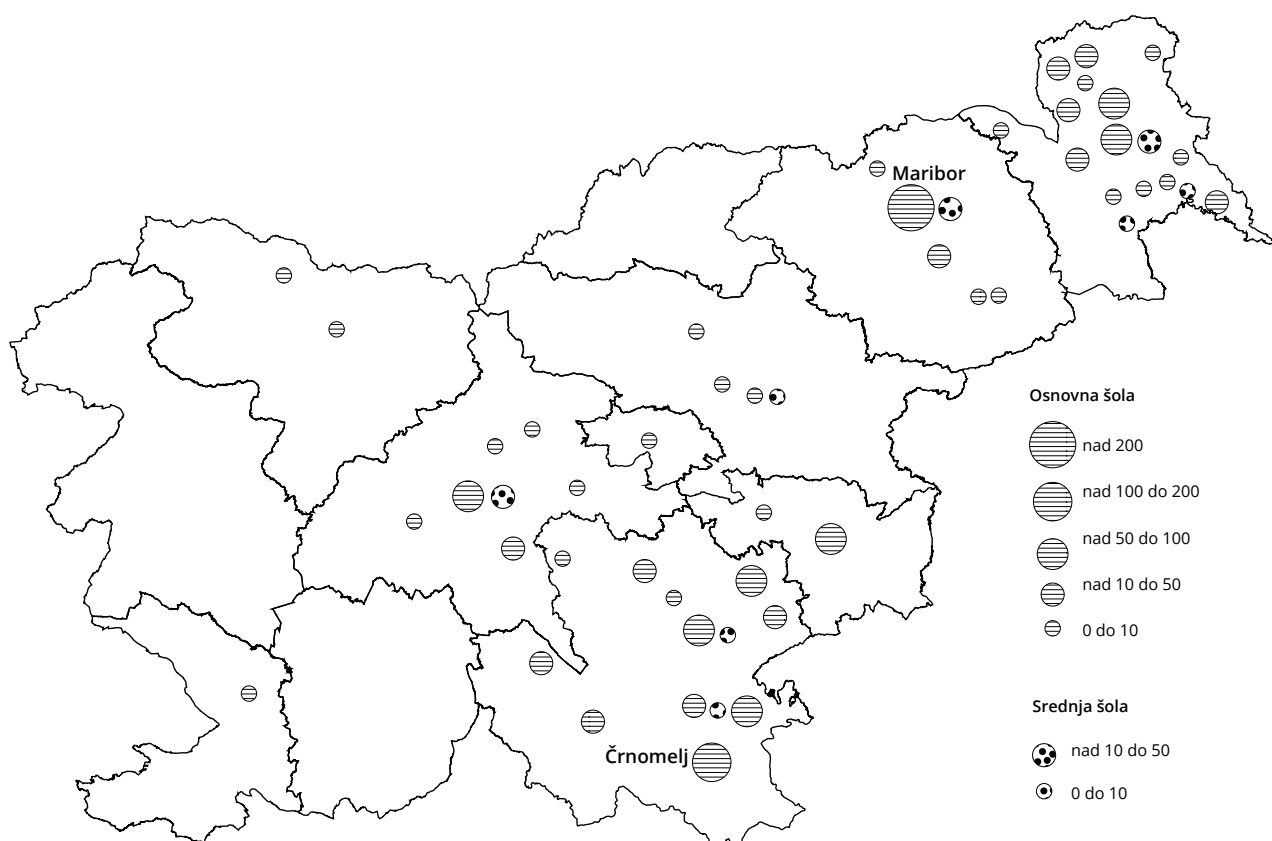 Maribor
Črnomelj
Osnovna šola
nad 200
nad 100 do 200
nad 50 do 100
nad 10 do 50
0 do 10
Srednja šola
nad 10 do 50
0 do 10